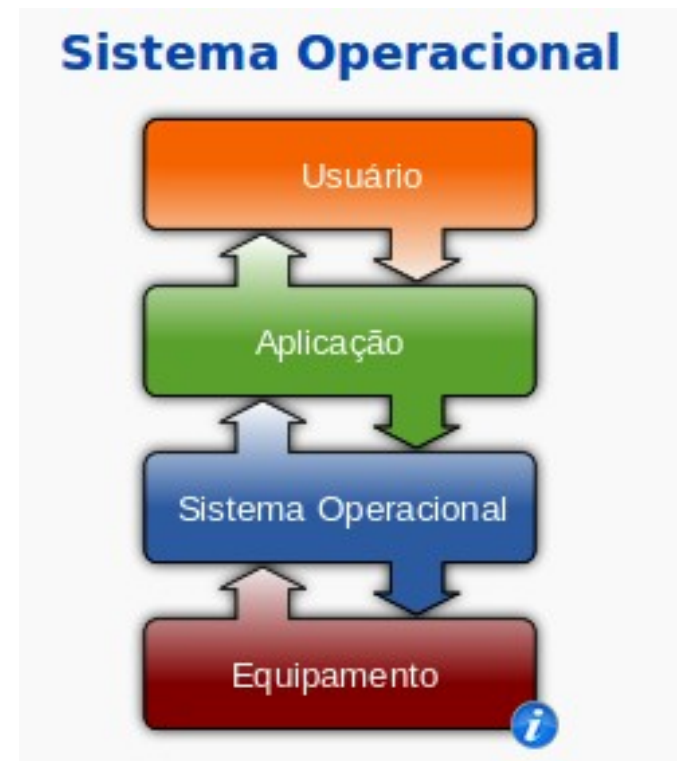 Sistema Operacional
Usuário
Aplicação
Sistema Operacional
Equipamento
i